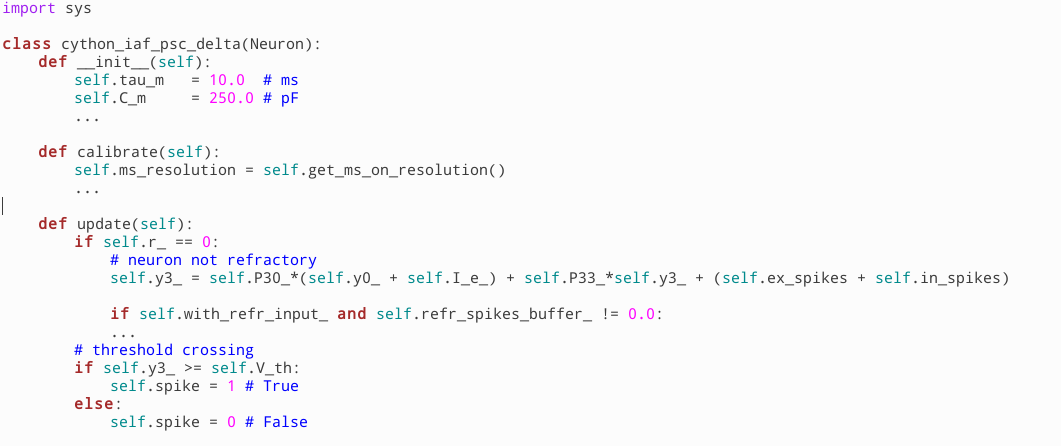 import sys
class cython_iaf_psc_delta(Neuron):
    def __init__(self):
        self.tau_m   = 10.0  # ms
        self.C_m     = 250.0 # pF
        ...
    def calibrate(self):
        self.ms_resolution = self.get_ms_on_resolution()
        ...
    def update(self):
        if self.r_ == 0:
            # neuron not refractory
            self.y3_ = self.P30_*(self.y0_ + self.I_e_) + self.P33_*self.y3_ + (self.ex_spikes + self.in_spikes)
            if self.with_refr_input_ and self.refr_spikes_buffer_ != 0.0:
            ...
        # threshold crossing
        if self.y3_ >= self.V_th:
            self.spike = 1 # True
        else:
            self.spike = 0 # False